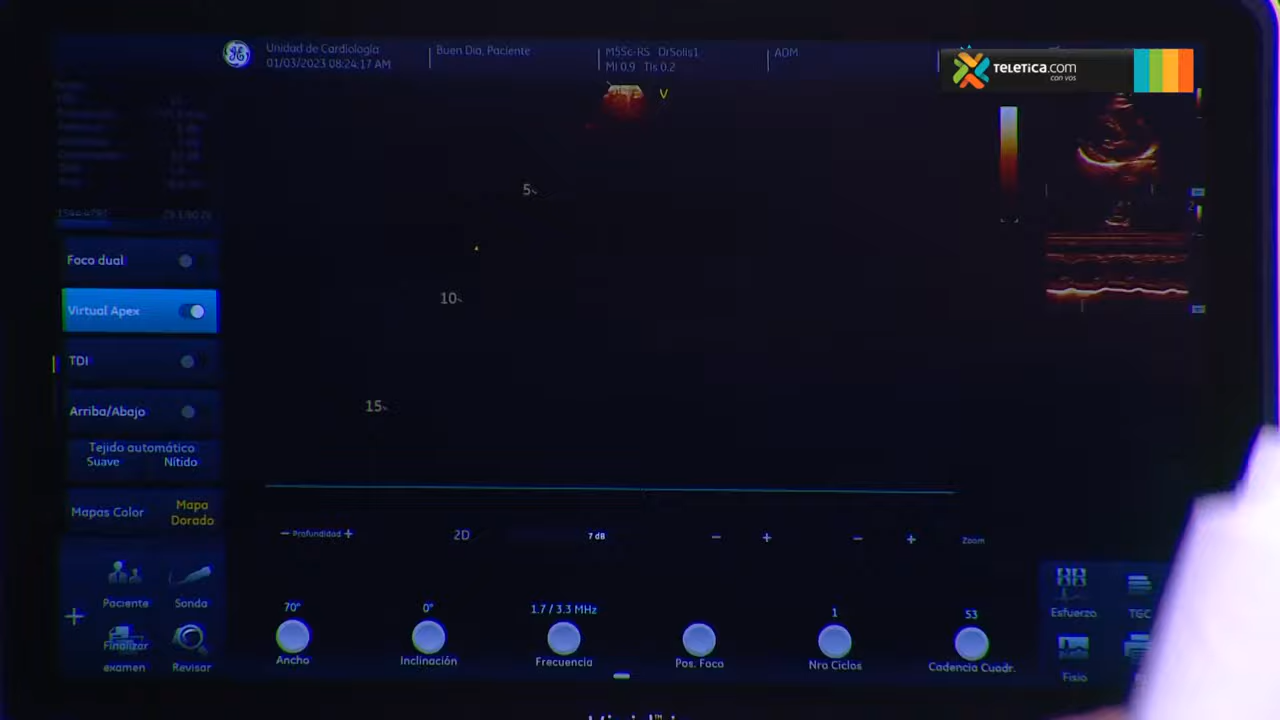 Unidad de Cardiología
01/03/2023 08:24:17 AM
Buen Dia, Paciente
M5Sc-RS DrSolis1
MI 0.9 TIs 0.2
ADM
TELETICA.com
con vos
V
5
10
15
2
Foco dual
Virtual Apex
TDI
Arriba/Abajo
Tejido automático
Suave Nítido
Mapas Color Mapa
Dorado
− Profundidad +
2D
7 dB
− +
− +
Zoom
Paciente Sonda
+
Finalizar
examen Revisar
70° 0° 1.7 / 3.3 MHz 1 53
Ancho Inclinación Frecuencia Pos. Foco Nro Ciclos Cadencia Cuadr.
Esfuerzo TGC
Fisio